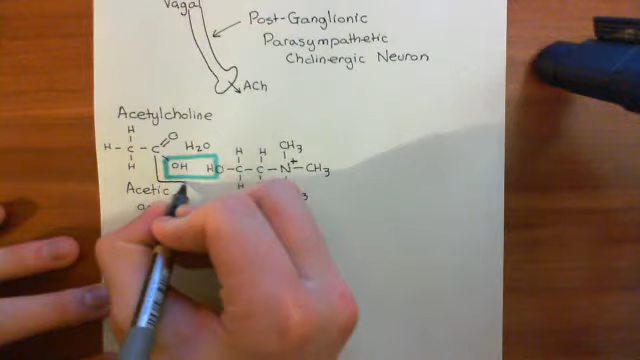 Vagal
Post-Ganglionic
Parasympathetic
Cholinergic Neuron
ACh
Acetylcholine
H O H2O H H CH3
H - C - C OH HO - C - C - N+ - CH3
H H 3
Acetic